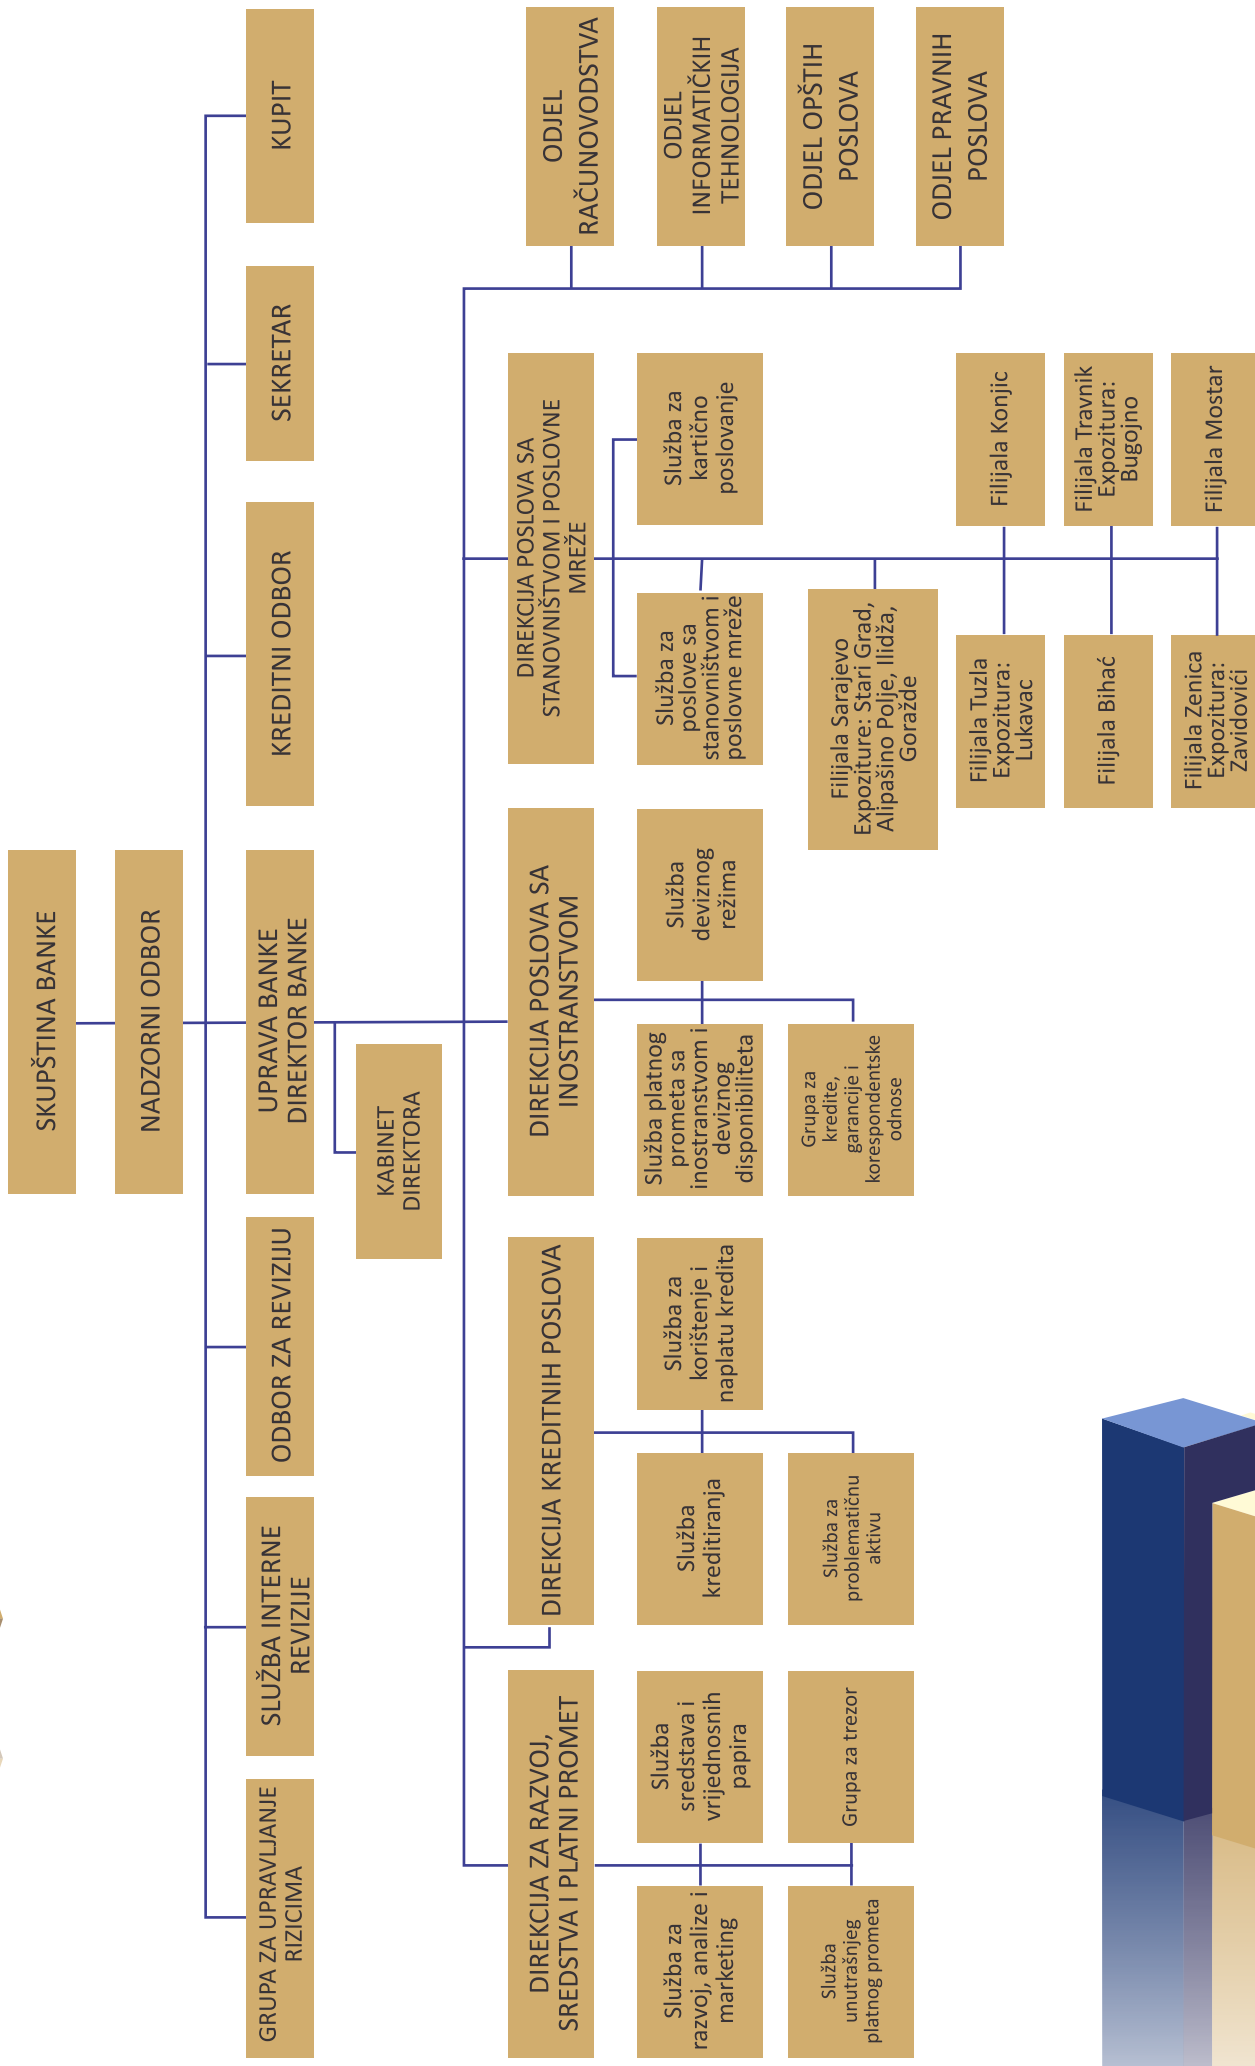 SKUPŠTINA BANKE
NADZORNI ODBOR
GRUPA ZA UPRAVLJANJE
RIZICIMA
SLUŽBA INTERNE
REVIZIJE
ODBOR ZA REVIZIJU
UPRAVA BANKE
DIREKTOR BANKE
KREDITNI ODBOR
SEKRETAR
KUPIT
KABINET
DIREKTORA
DIREKCIJA ZA RAZVOJ,
SREDSTVA I PLATNI PROMET
DIREKCIJA KREDITNIH POSLOVA
DIREKCIJA POSLOVA SA
INOSTRANSTVOM
DIREKCIJA POSLOVA SA
STANOVNIŠTVOM I POSLOVNE
MREŽE
ODJEL
RAČUNOVODSTVA
ODJEL
INFORMATIČKIH
TEHNOLOGIJA
ODJEL OPŠTIH
POSLOVA
ODJEL PRAVNIH
POSLOVA
Služba za
razvoj, analize i
marketing
Služba
sredstava i
vrijednosnih
papira
Služba
unutrašnjeg
platnog prometa
Grupa za trezor
Služba
kreditiranja
Služba za
korištenje i
naplatu kredita
Služba za
problematičnu
aktivu
Služba platnog
prometa sa
inostranstvom i
deviznog
disponibiliteta
Služba
deviznog
režima
Grupa za
kredite,
garancije i
korespondentske
odnose
Služba za
poslove sa
stanovništvom i
poslovne mreže
Služba za
kartično
poslovanje
Filijala Sarajevo
Expoziture: Stari Grad,
Alipašino Polje, Ilidža,
Goražde
Filijala Tuzla
Expozitura:
Lukavac
Filijala Konjic
Filijala Bihać
Filijala Travnik
Expozitura:
Bugojno
Filijala Zenica
Expozitura:
Zavidovići
Filijala Mostar